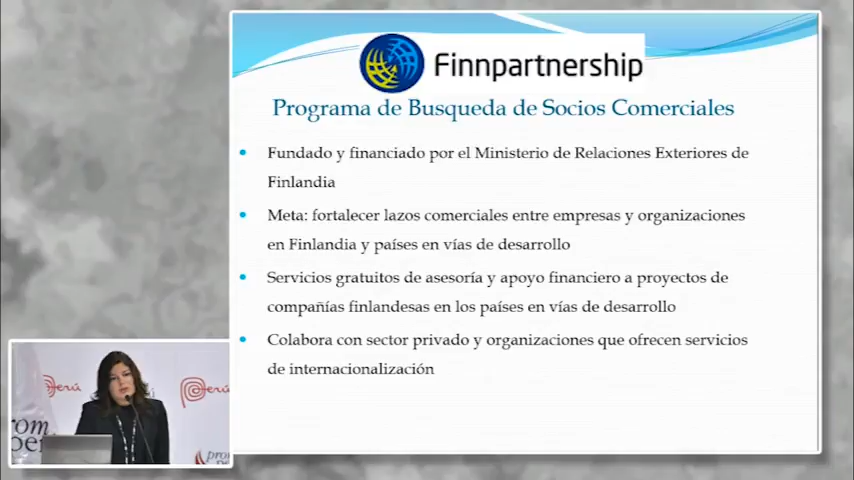 Finnpartnership
Programa de Busqueda de Socios Comerciales
Fundado y financiado por el Ministerio de Relaciones Exteriores de
Finlandia
Meta: fortalecer lazos comerciales entre empresas y organizaciones
en Finlandia y países en vías de desarrollo
Servicios gratuitos de asesoría y apoyo financiero a proyectos de
compañías finlandesas en los países en vías de desarrollo
Colabora con sector privado y organizaciones que ofrecen servicios
de internacionalización
Perú
Perú